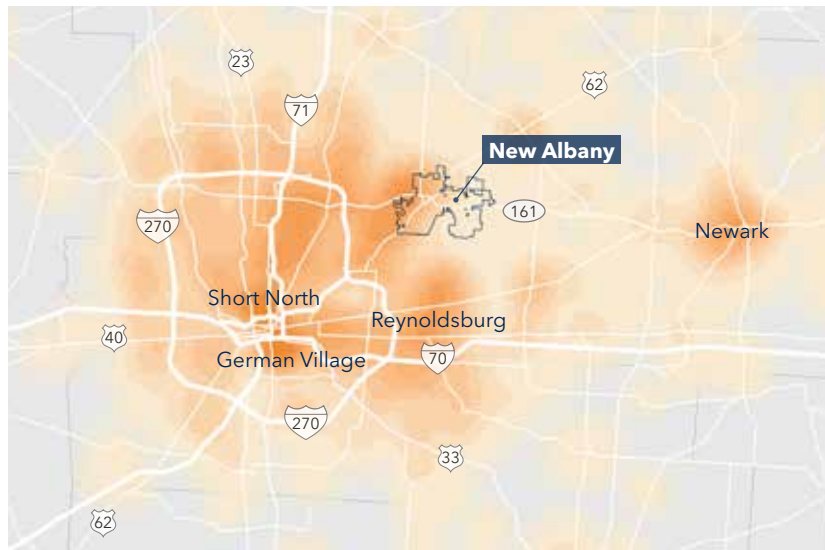 23
62
71
New Albany
161
270
Newark
Short North
Reynoldsburg
40
German Village
70
270
33
62